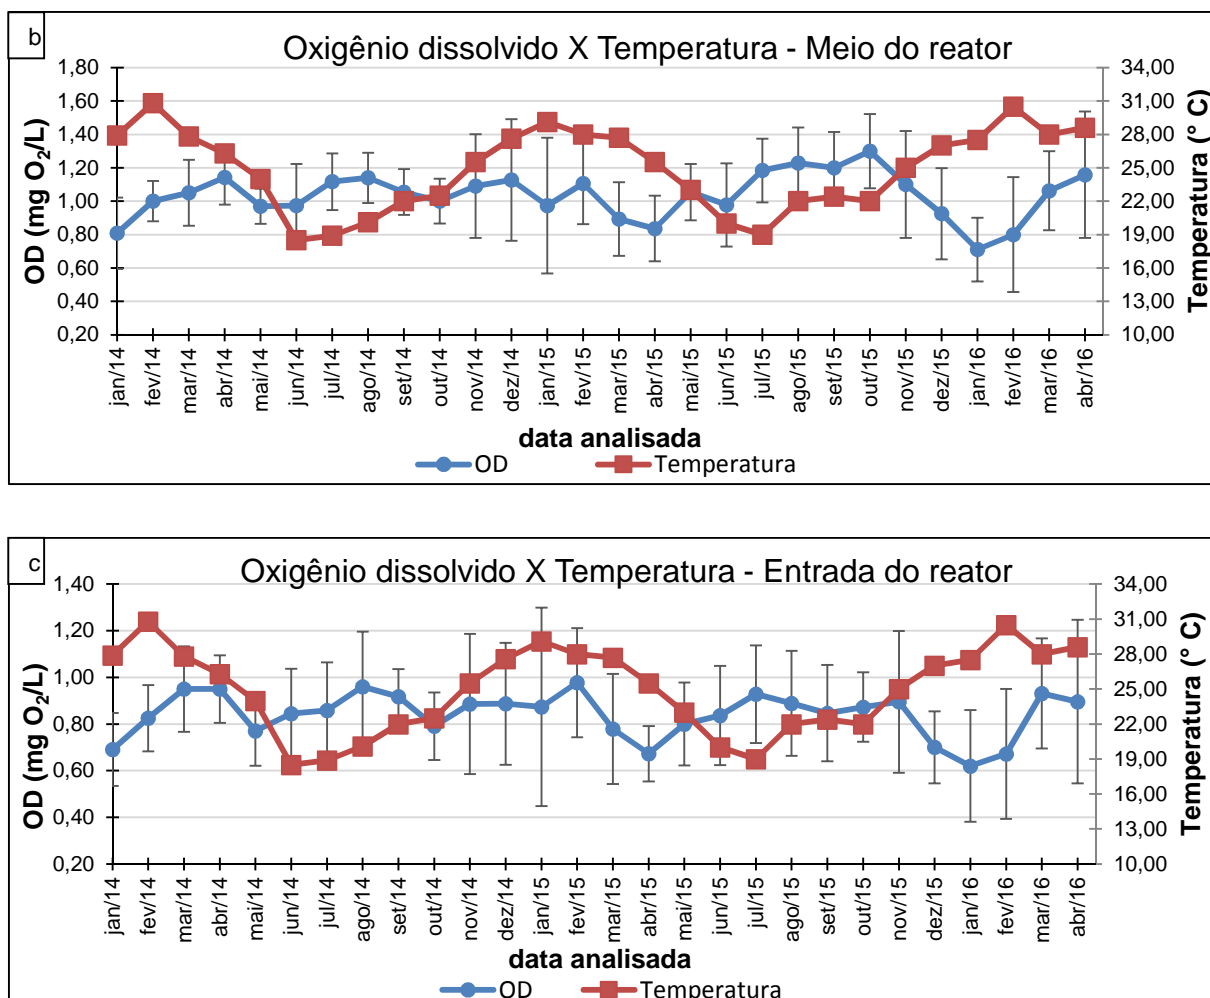 b
Oxigênio dissolvido X Temperatura - Meio do reator
OD (mg O₂/L)
1,80
1,60
1,40
1,20
1,00
0,80
0,60
0,40
0,20
34,00
31,00
28,00
25,00
22,00
19,00
16,00
13,00
10,00
Temperatura (° C)
jan/14
fev/14
mar/14
abr/14
mai/14
jun/14
jul/14
ago/14
set/14
out/14
nov/14
dez/14
jan/15
fev/15
mar/15
abr/15
mai/15
jun/15
jul/15
ago/15
set/15
out/15
nov/15
dez/15
jan/16
fev/16
mar/16
abr/16
data analisada
OD Temperatura
c
Oxigênio dissolvido X Temperatura - Entrada do reator
OD (mg O₂/L)
1,40
1,20
1,00
0,80
0,60
0,40
0,20
34,00
31,00
28,00
25,00
22,00
19,00
16,00
13,00
10,00
Temperatura (° C)
jan/14
fev/14
mar/14
abr/14
mai/14
jun/14
jul/14
ago/14
set/14
out/14
nov/14
dez/14
jan/15
fev/15
mar/15
abr/15
mai/15
jun/15
jul/15
ago/15
set/15
out/15
nov/15
dez/15
jan/16
fev/16
mar/16
abr/16
data analisada
OD Temperatura